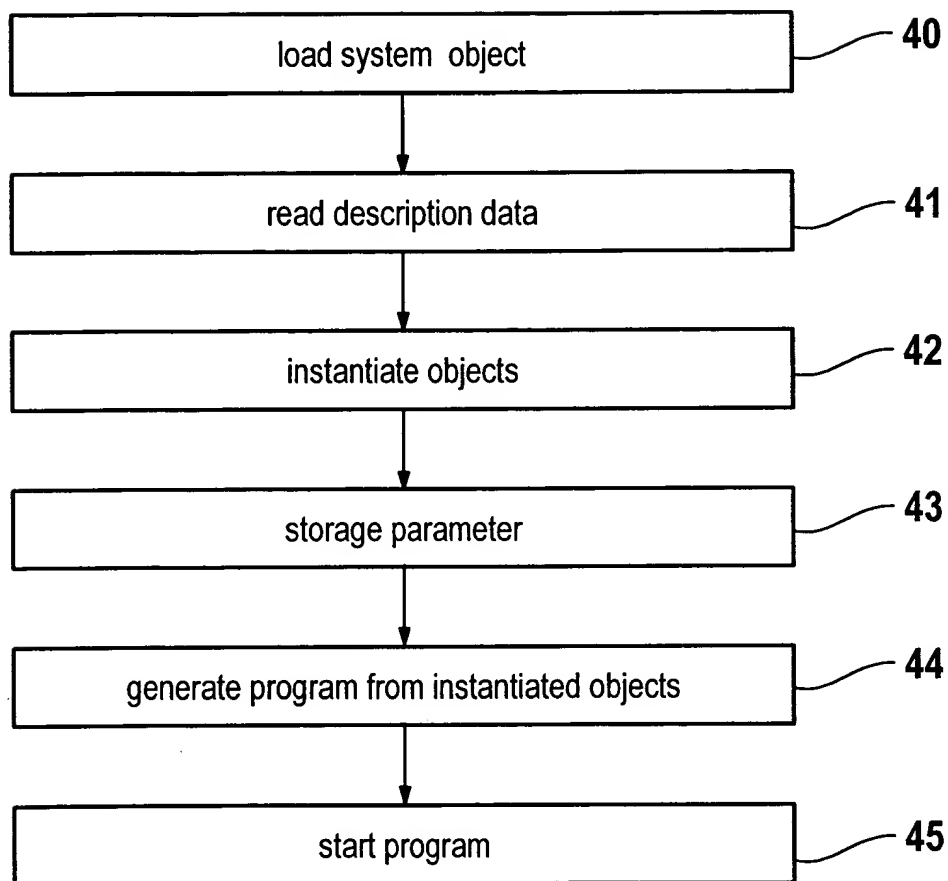 load system object
40
read description data
41
instantiate objects
42
storage parameter
43
generate program from instantiated objects
44
start program
45